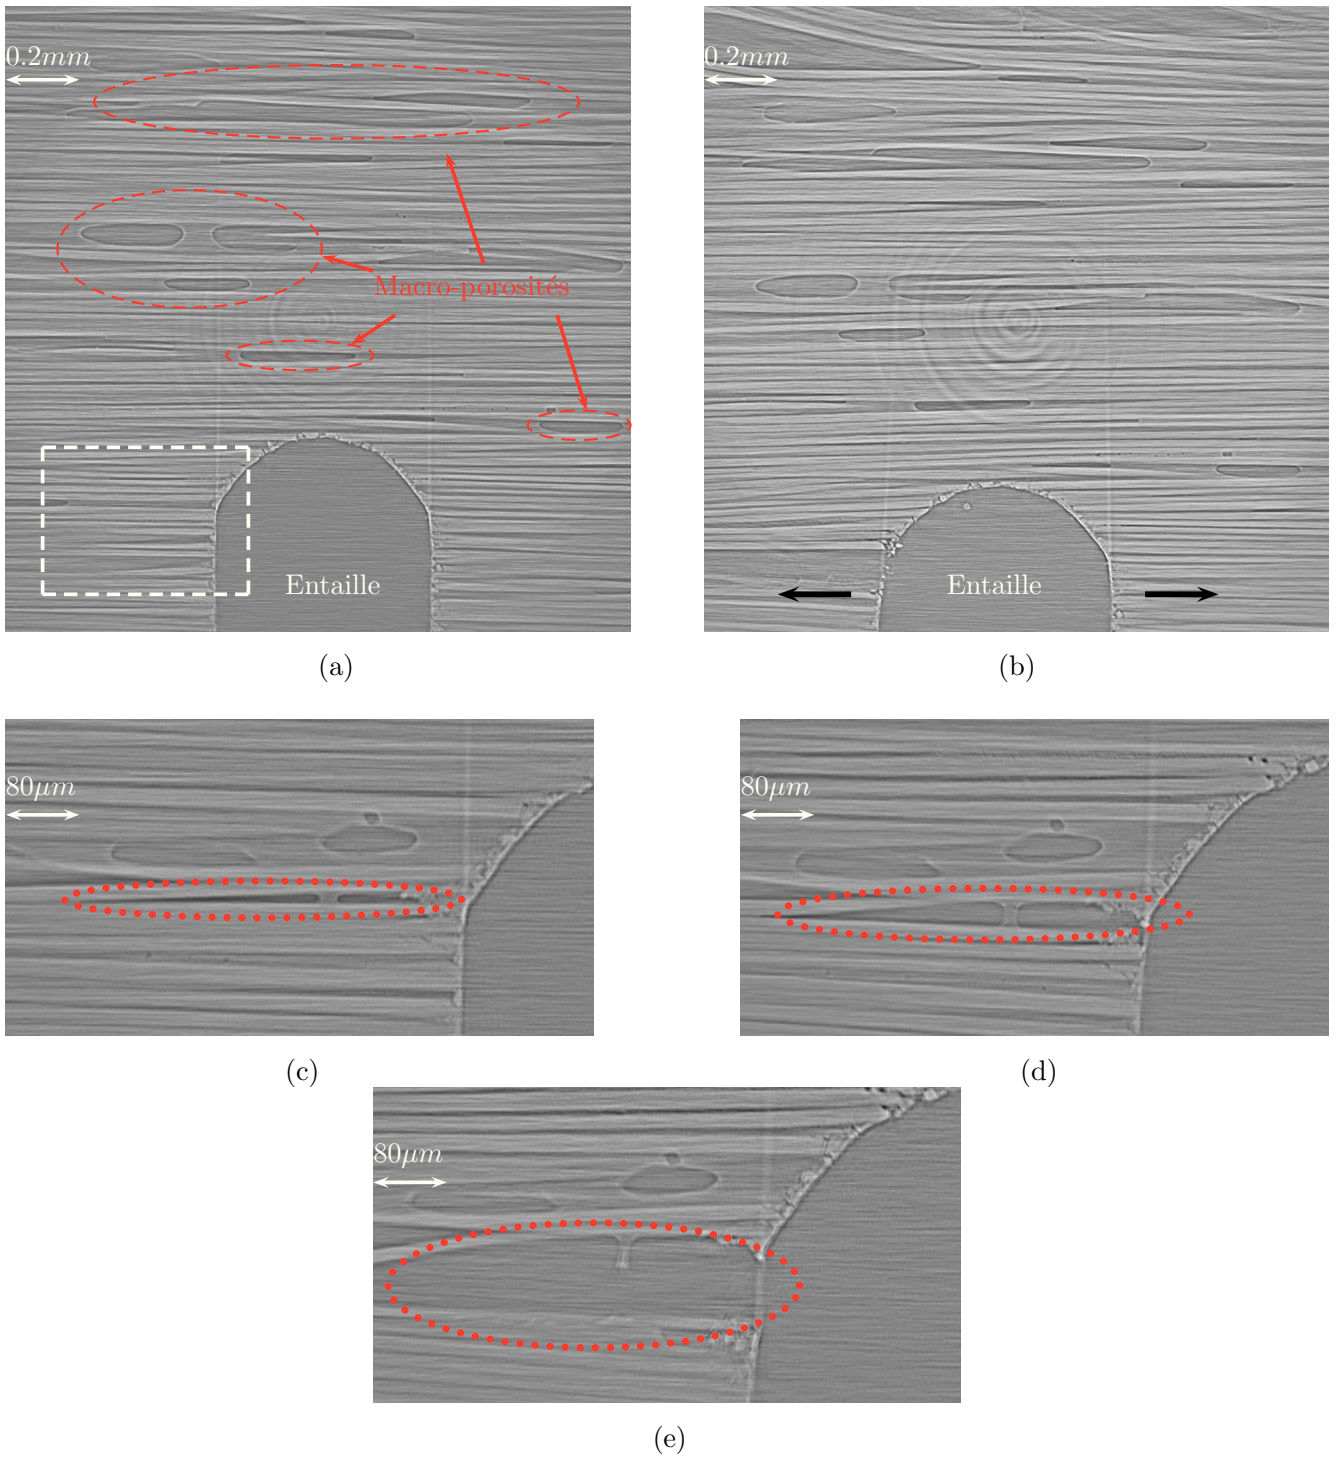 0.2mm
Macro-porosités
Entaille
(a)
0.2mm
Entaille
(b)
80μm
(c)
80μm
(d)
80μm
(e)